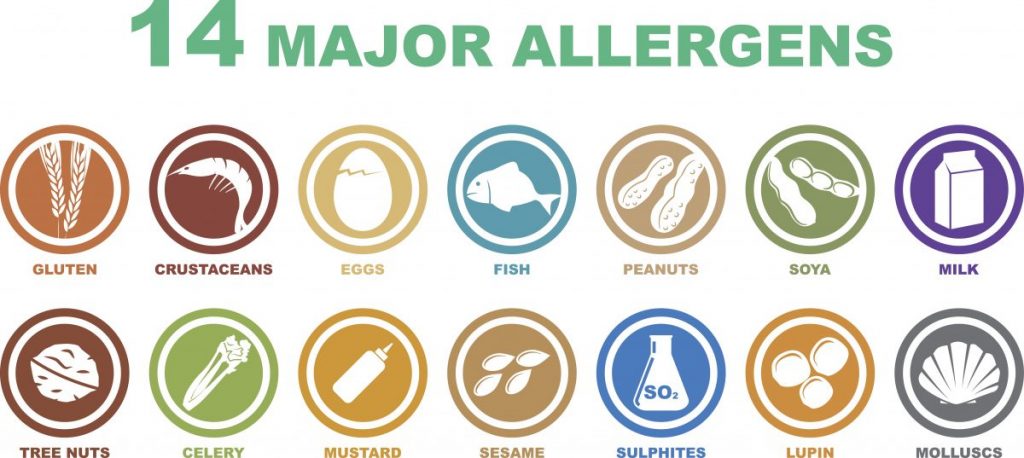 14 MAJOR ALLERGENS
GLUTEN CRUSTACEANS EGGS FISH PEANUTS SOYA MILK
SO₂
TREE NUTS CELERY MUSTARD SESAME SULPHITES LUPIN MOLLUSCS